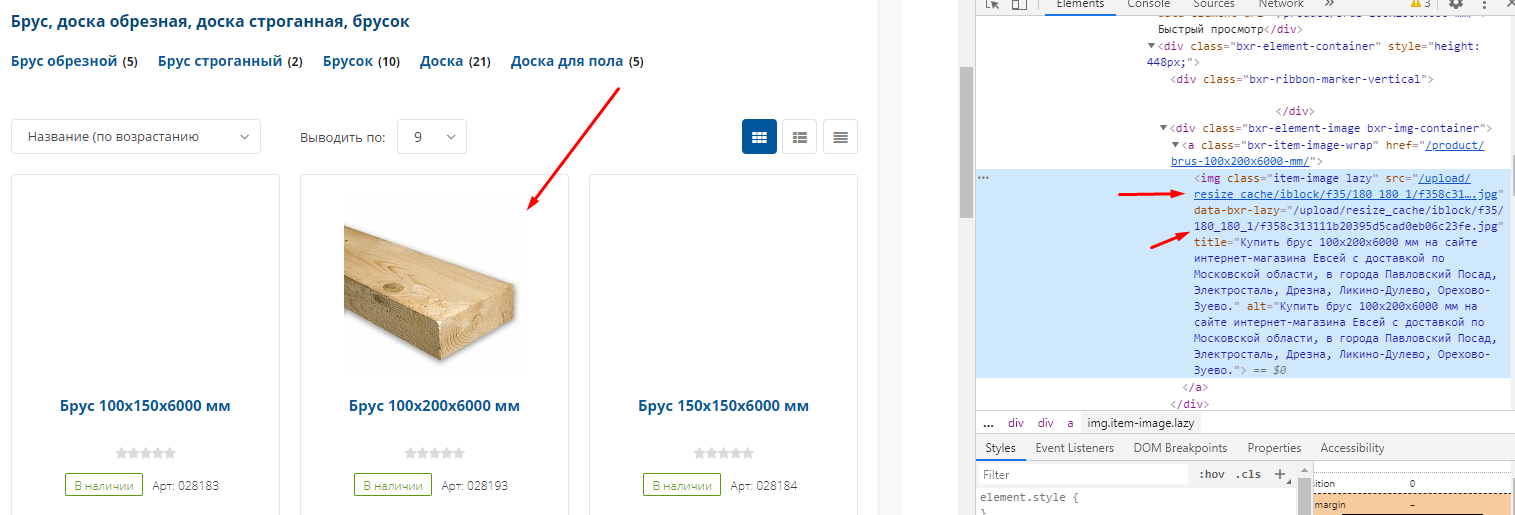 Брус, доска обрезная, доска строганная, брусок
Брус обрезной (5) Брус строганный (2) Брусок (10) Доска (21) Доска для пола (5)
Название (по возрастанию
Выводить по: 9
Брус 100х150х6000 мм
Брус 100х200х6000 мм
Брус 150х150х6000 мм
В наличии Арт: 028183
В наличии Арт: 028193
В наличии Арт: 028184
Elements Console Sources Network » 3
Быстрый просмотр</div>
▼<div class="bxr-element-container" style="height:
448px;">
<div class="bxr-ribbon-marker-vertical">
</div>
▼<div class="bxr-element-image bxr-img-container">
▼<a class="bxr-item-image-wrap" href="/product/
brus-100x200x6000-mm/">
… <img class="item-image lazy" src="/upload/
resize_cache/iblock/f35/180_180_1/f358c31….jpg"
data-bxr-lazy="/upload/resize_cache/iblock/f35/
180_180_1/f358c313111b20395d5cad0eb06c23fe.jpg"
title="Купить брус 100х200х6000 мм на сайте
интернет-магазина Евсей с доставкой по
Московской области, в города Павловский Посад,
Электросталь, Дрезна, Ликино-Дулево, Орехово-
Зуево." alt="Купить брус 100х200х6000 мм на
сайте интернет-магазина Евсей с доставкой по
Московской области, в города Павловский Посад,
Электросталь, Дрезна, Ликино-Дулево, Орехово-
Зуево."> == $0
</a>
</div>
… div div a img.item-image.lazy
Styles Event Listeners DOM Breakpoints Properties Accessibility
Filter :hov .cls +
element.style {
}
ition 0
margin –